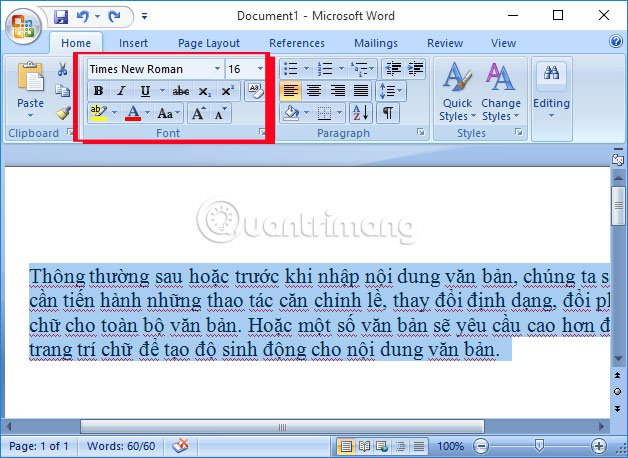 Document1 - Microsoft Word
Home Insert Page Layout References Mailings Review View
Times New Roman 16
Paste
B I U abc X₂ X² Aa
ab A Aa A A
Quick Styles Change Styles Editing
Clipboard Font Paragraph Styles
Quantrimang
Thông thường sau hoặc trước khi nhập nội dung văn bản, chúng ta s
cần tiến hành những thao tác căn chỉnh lề, thay đổi định dạng, đổi ph
chữ cho toàn bộ văn bản. Hoặc một số văn bản sẽ yêu cầu cao hơn đ
trang trí chữ để tạo độ sinh động cho nội dung văn bản.
Page: 1 of 1 Words: 60/60 100%